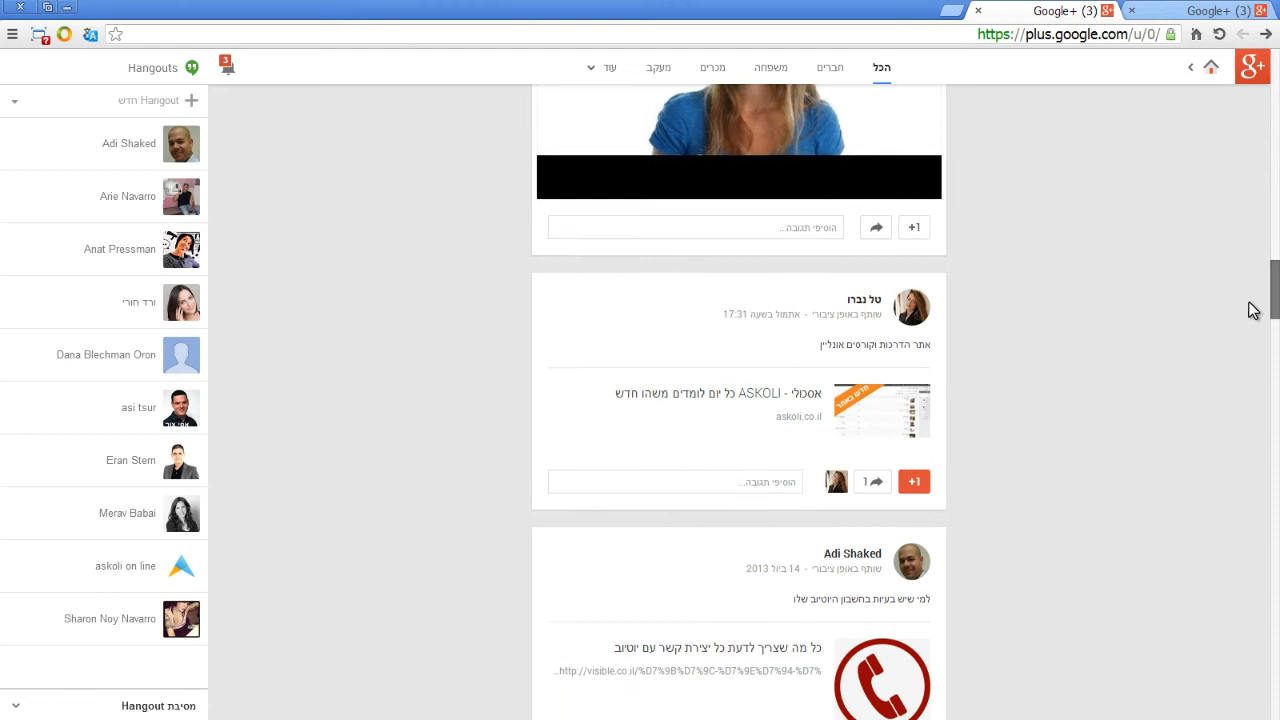 Google+ (3)
Google+ (3)
https://plus.google.com/u/0/
g+
הכל
חברים
משפחה
מכרים
מעקב
עוד
3
Hangouts
Hangout חדש
Adi Shaked
Arie Navarro
Anat Pressman
ורד חורי
Dana Blechman Oron
asi tsur
Eran Stern
Merav Babai
askoli on line
Sharon Noy Navarro
מסיבת Hangout
+1
הוסיפי תגובה...
טל נברו
שותף באופן ציבורי - אתמול בשעה 17:31
אתר הדרכות וקורסים אונליין
אסכולי - ASKOLI כל יום לומדים משהו חדש
askoli.co.il
חדש באתר
+1
1
הוסיפי תגובה...
Adi Shaked
שותף באופן ציבורי - 14 ביול 2013
למי שיש בעיות בחשבון היוטיוב שלו
כל מה שצריך לדעת כל יצירת קשר עם יוטיוב
http://visible.co.il/%D7%9B%D7%9C-%D7%9E%D7%94-%D7%...